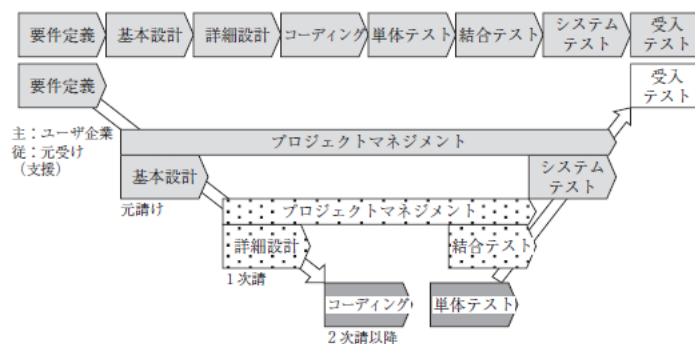 要件定義
基本設計
詳細設計
コーディング
単体テスト
結合テスト
システム
テスト
受入
テスト
要件定義
受入
テスト
主：ユーザ企業
従：元受け
（支援）
プロジェクトマネジメント
基本設計
システム
テスト
元請け
プロジェクトマネジメント
詳細設計
結合テスト
1次請
コーディング
単体テスト
2次請以降